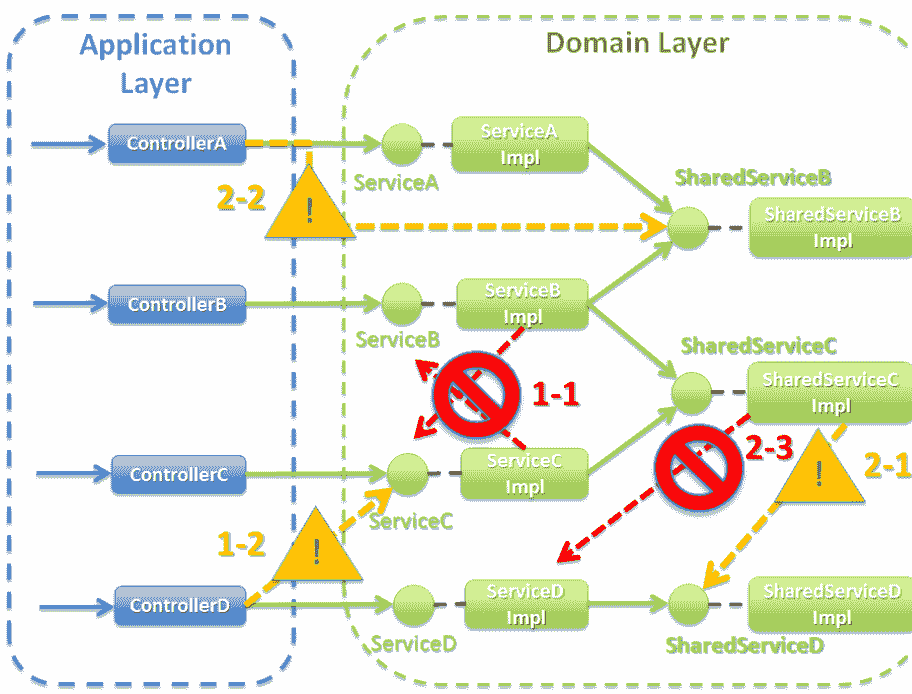 Application
Layer
Domain Layer
ControllerA
ServiceA
ServiceA
Impl
2-2
!
SharedServiceB
SharedServiceB
Impl
ControllerB
ServiceB
ServiceB
Impl
SharedServiceC
SharedServiceC
Impl
1-1
2-3
2-1
!
ControllerC
ServiceC
ServiceC
Impl
1-2
!
ControllerD
ServiceD
ServiceD
Impl
SharedServiceD
SharedServiceD
Impl